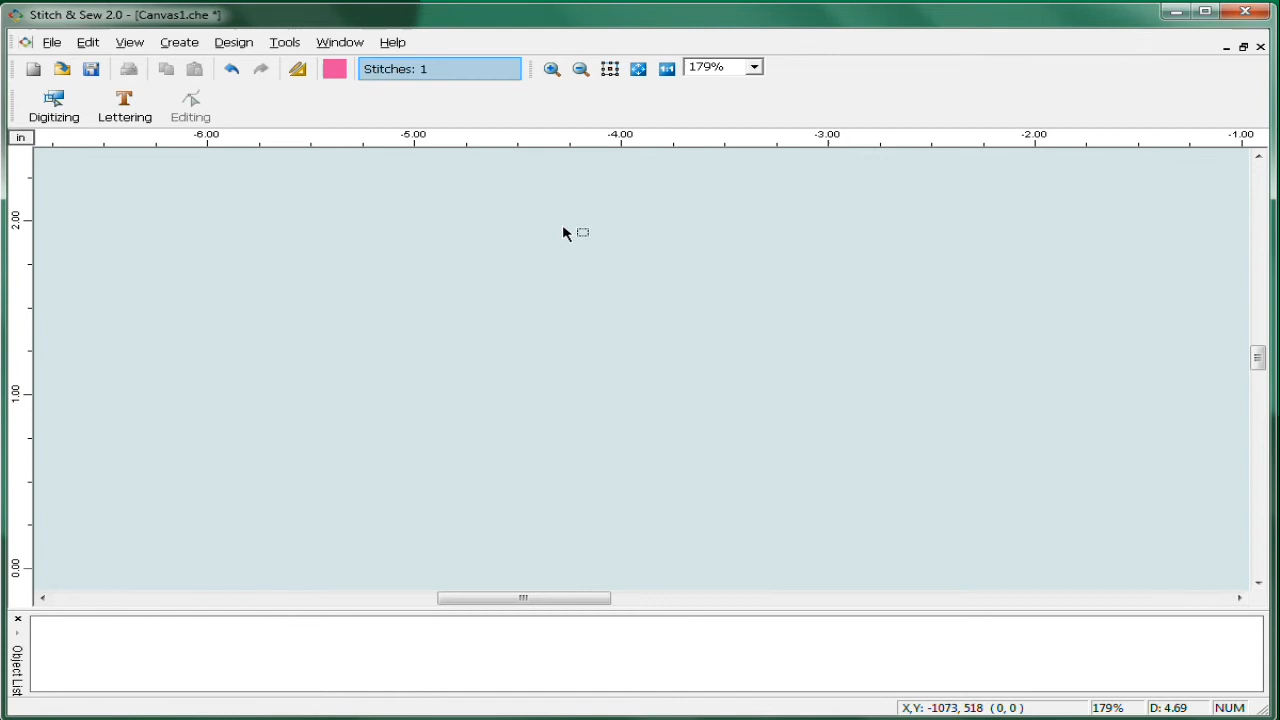 Stitch & Sew 2.0 - [Canvas1.che *]
File Edit View Create Design Tools Window Help
Stitches: 1 1:1 179%
Digitizing Lettering Editing
in -6.00 -5.00 -4.00 -3.00 -2.00 -1.00
2.00
1.00
0.00
Object List
X,Y: -1073, 518 ( 0, 0 ) 179% D: 4.69 NUM